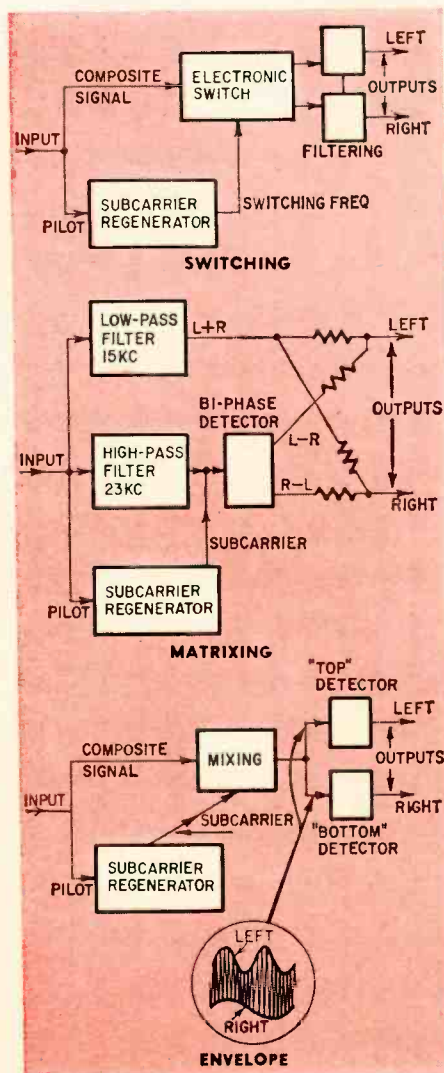 LEFT
COMPOSITE
SIGNAL
ELECTRONIC
SWITCH
OUTPUTS
INPUT
RIGHT
FILTERING
SUBCARRIER
REGENERATOR
SWITCHING FREQ
PILOT
SWITCHING
LOW-PASS
FILTER
15KC
L+R
LEFT
BI-PHASE
DETECTOR
OUTPUTS
L-R
INPUT
HIGH-PASS
FILTER
23KC
R-L
RIGHT
SUBCARRIER
SUBCARRIER
REGENERATOR
PILOT
MATRIXING
"TOP"
DETECTOR
LEFT
COMPOSITE
SIGNAL
MIXING
OUTPUTS
INPUT
RIGHT
SUBCARRIER
"BOTTOM"
DETECTOR
SUBCARRIER
REGENERATOR
PILOT
LEFT
RIGHT
ENVELOPE